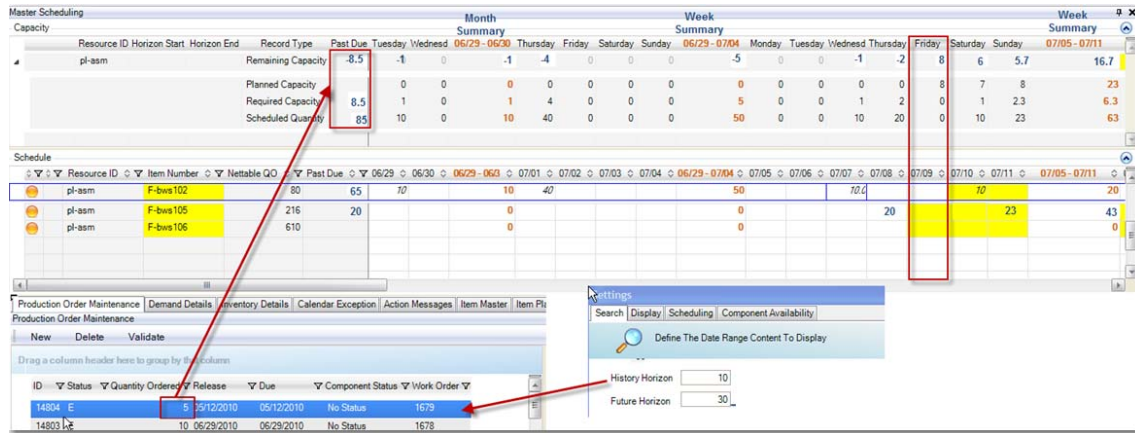 Master Scheduling
Month Summary Week Summary Week Summary
Capacity
Resource ID Horizon Start Horizon End Record Type Past Due Tuesday Wednesd 06/29 - 06/30 Thursday Friday Saturday Sunday 06/29 - 07/04 Monday Tuesday Wednesd Thursday Friday Saturday Sunday 07/05 - 07/11
pl-asm Remaining Capacity -8.5 -1 0 -1 -4 0 0 0 -5 0 0 -1 -2 8 6 5.7 16.7
Planned Capacity 0 0 0 0 0 0 0 0 0 0 0 0 8 7 8 23
Required Capacity 8.5 1 0 1 4 0 0 0 5 0 0 1 2 0 1 2.3 6.3
Scheduled Quantity 85 10 0 10 40 0 0 0 50 0 0 10 20 0 10 23 63
Schedule
Resource ID Item Number Nettable QO Past Due 06/29 06/30 06/29 - 06/3 07/01 07/02 07/03 07/04 06/29 - 07/04 07/05 07/06 07/07 07/08 07/09 07/10 07/11 07/05 - 07/11
pl-asm F-bws102 80 65 10 10 40 50 10.0 10 20
pl-asm F-bws105 216 20 0 0 20 23 43
pl-asm F-bws106 610 0 0 0
Production Order Maintenance Demand Details Inventory Details Calendar Exception Action Messages Item Master Item Pla
Production Order Maintenance
New Delete Validate
Drag a column header here to group by that column
ID Status Quantity Ordered Release Due Component Status Work Order
14804 E 5 05/12/2010 05/12/2010 No Status 1679
14803 E 10 06/29/2010 06/29/2010 No Status 1678
Settings
Search Display Scheduling Component Availability
Define The Date Range Content To Display
History Horizon 10
Future Horizon 30